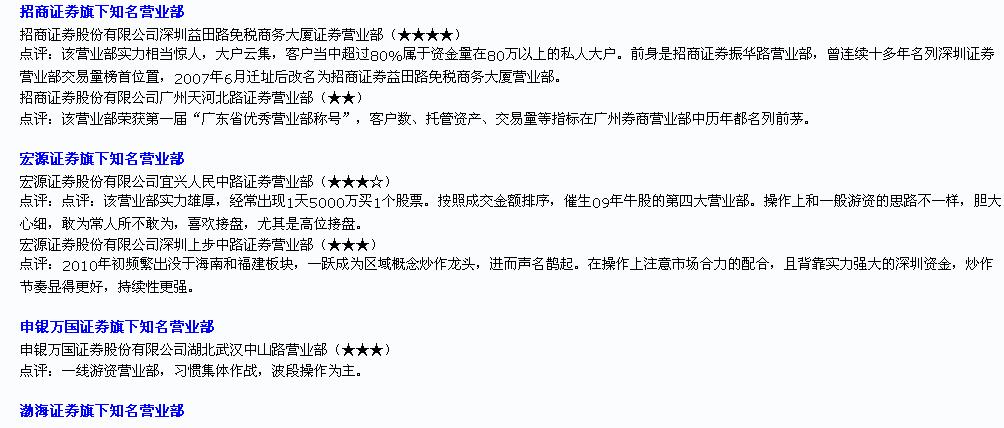 招商证券旗下知名营业部
招商证券股份有限公司深圳益田路免税商务大厦证券营业部（★★★★）
点评：该营业部实力相当惊人，大户云集，客户当中超过80%属于资金量在80万以上的私人大户。前身是招商证券振华路营业部，曾连续十多年名列深圳证券
营业部交易量榜首位置，2007年6月迁址后改名为招商证券益田路免税商务大厦营业部。
招商证券股份有限公司广州天河北路证券营业部（★★）
点评：该营业部荣获第一届“广东省优秀营业部称号”，客户数、托管资产、交易量等指标在广州券商营业部中历年都名列前茅。
宏源证券旗下知名营业部
宏源证券股份有限公司宜兴人民中路证券营业部（★★★☆）
点评：点评：该营业部实力雄厚，经常出现1天5000万买1个股票。按照成交金额排序，催生09年牛股的第四大营业部。操作上和一般游资的思路不一样，胆大
心细，敢为常人所不敢为，喜欢接盘，尤其是高位接盘。
宏源证券股份有限公司深圳上步中路证券营业部（★★★）
点评：2010年初频繁出没于海南和福建板块，一跃成为区域概念炒作龙头，进而声名鹊起。在操作上注意市场合力的配合，且背靠实力强大的深圳资金，炒作
节奏显得更好，持续性更强。
申银万国证券旗下知名营业部
申银万国证券股份有限公司湖北武汉中山路营业部（★★★）
点评：一线游资营业部，习惯集体作战，波段操作为主。
渤海证券旗下知名营业部